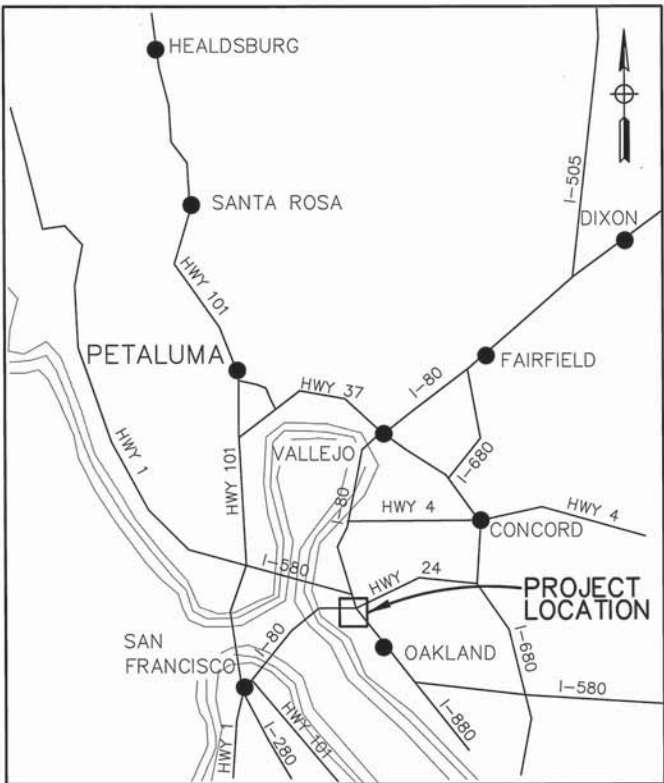 HEALDSBURG
I-505
SANTA ROSA
DIXON
HWY 101
PETALUMA
FAIRFIELD
I-80
HWY 37
HWY 1
HWY 101
VALLEJO
I-680
I-80
HWY 4
HWY 4
CONCORD
I-580
HWY 24
PROJECT
LOCATION
SAN
FRANCISCO
I-80
OAKLAND
I-680
I-580
I-880
HWY 1
I-280
HWY 101